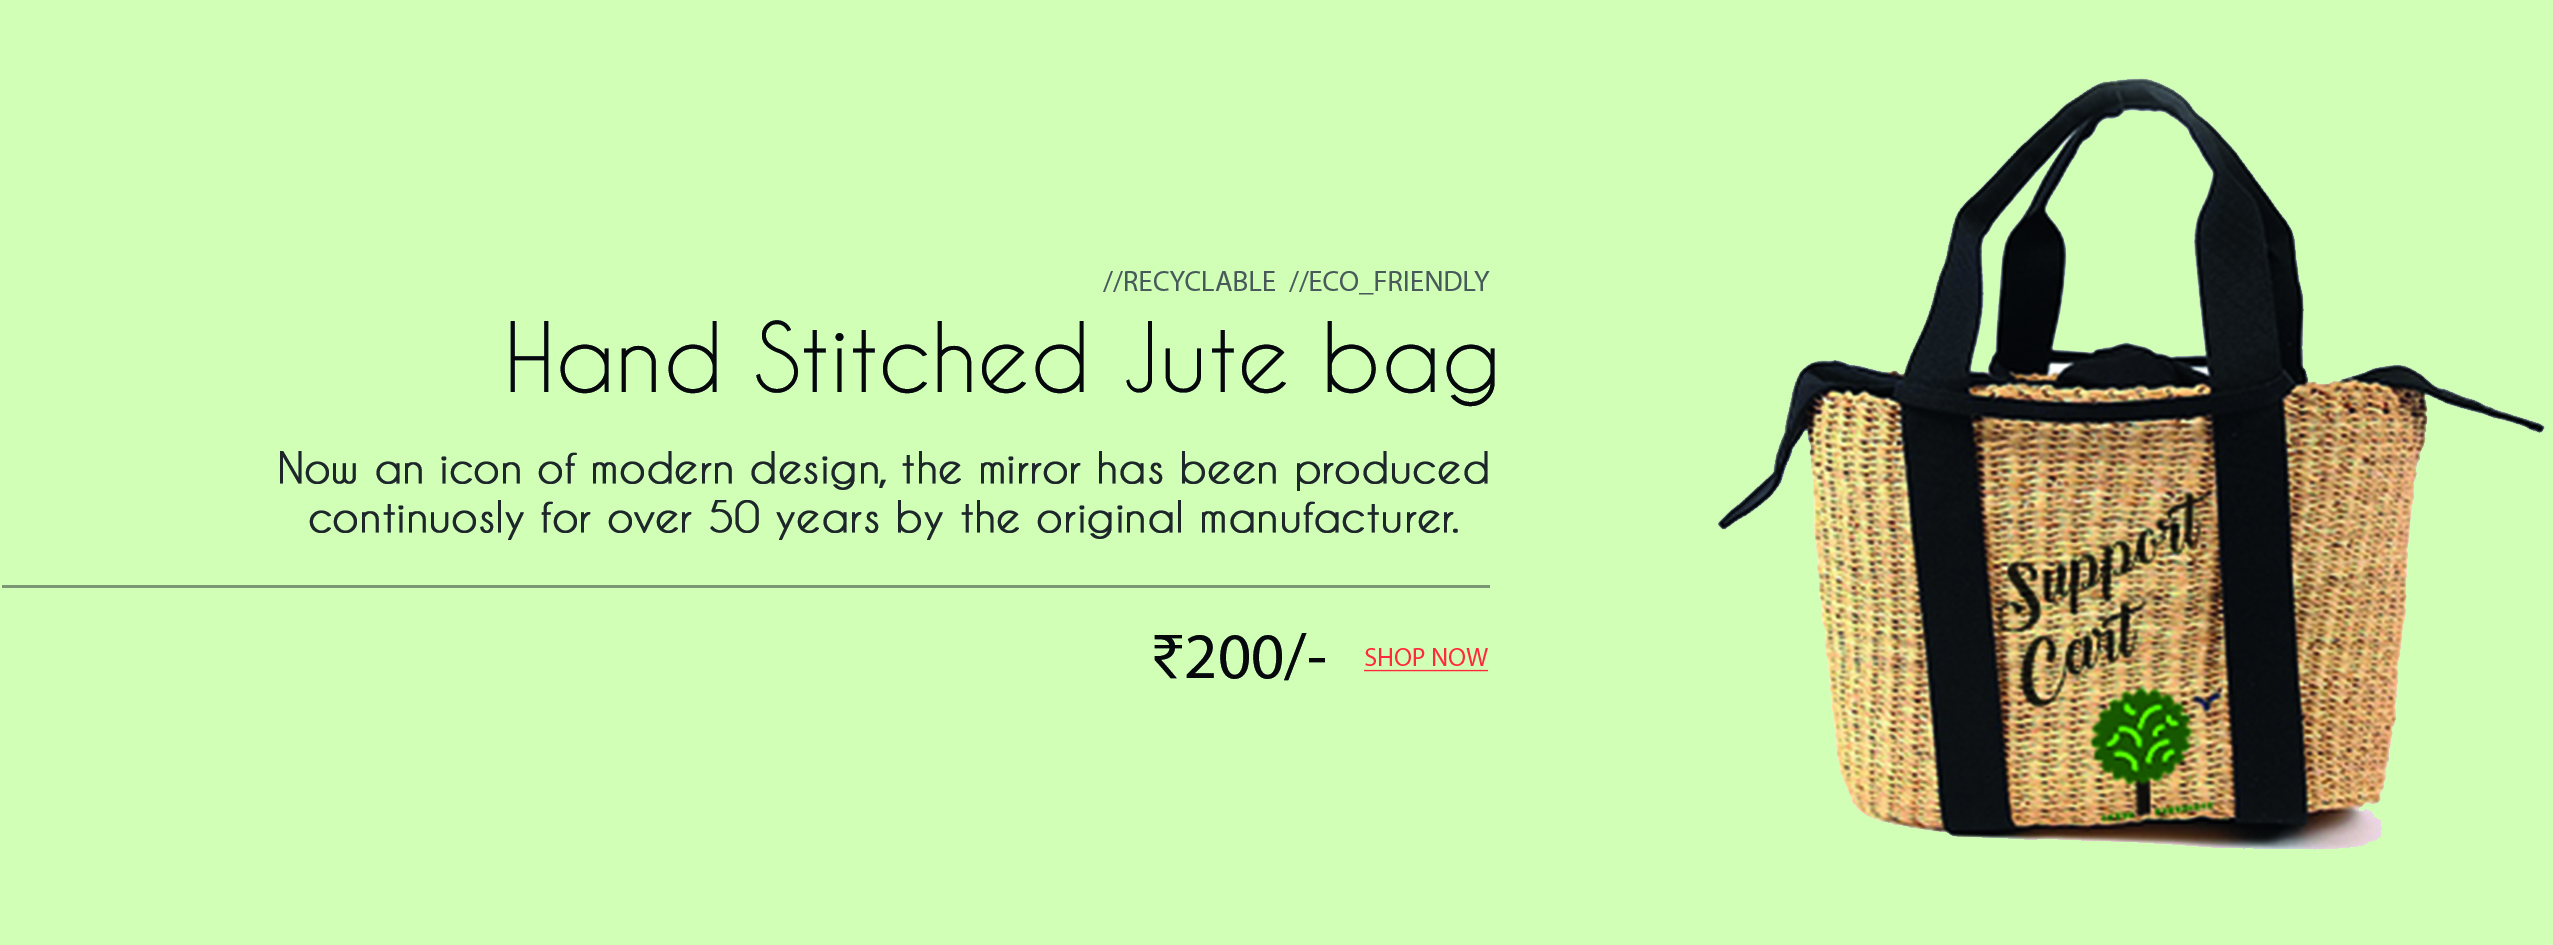 //RECYCLABLE //ECO_FRIENDLY
Hand Stitched Jute bag
Now an icon of modern design, the mirror has been produced
continuosly for over 50 years by the original manufacturer.
₹200/- SHOP NOW
Support
Cart